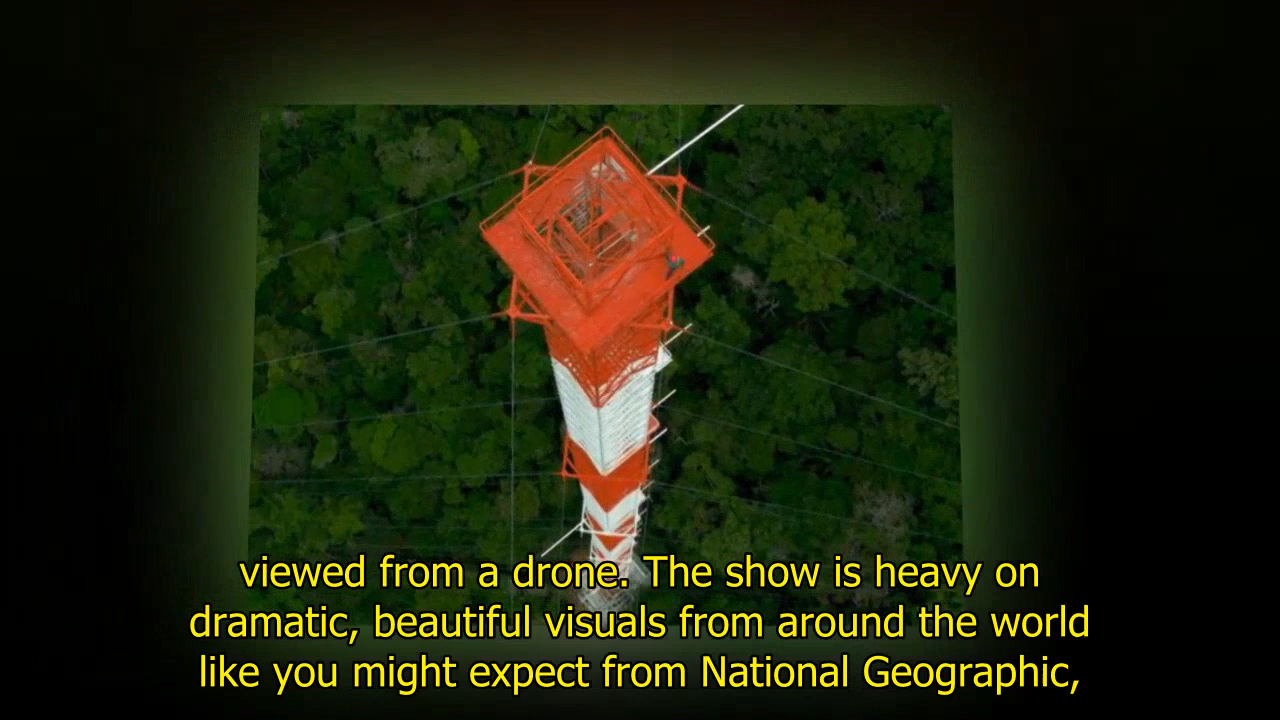 viewed from a drone. The show is heavy on
dramatic, beautiful visuals from around the world
like you might expect from National Geographic,